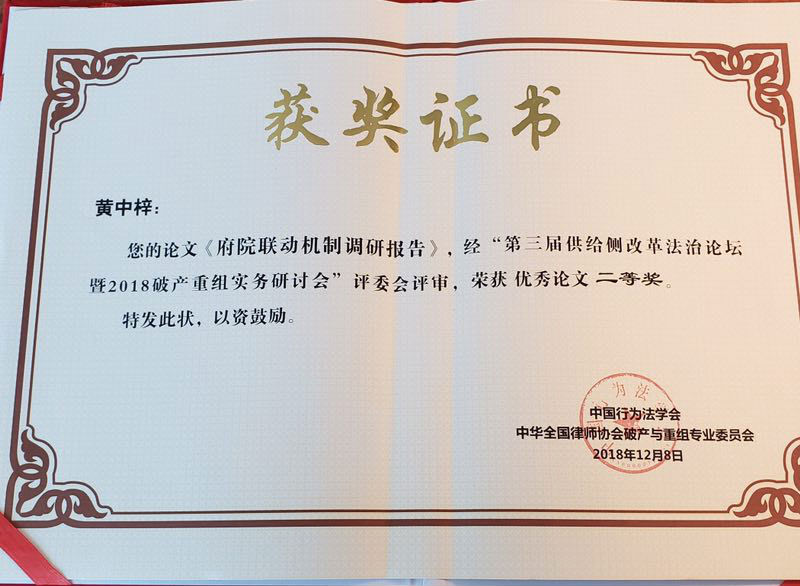 获奖证书
黄中梓：
您的论文《府院联动机制调研报告》，经“第三届供给侧改革法治论坛
暨2018破产重组实务研讨会”评委会评审，荣获 优秀论文 二等奖。
特发此状，以资鼓励。
中国行为法学会
中华全国律师协会破产与重组专业委员会
2018年12月8日